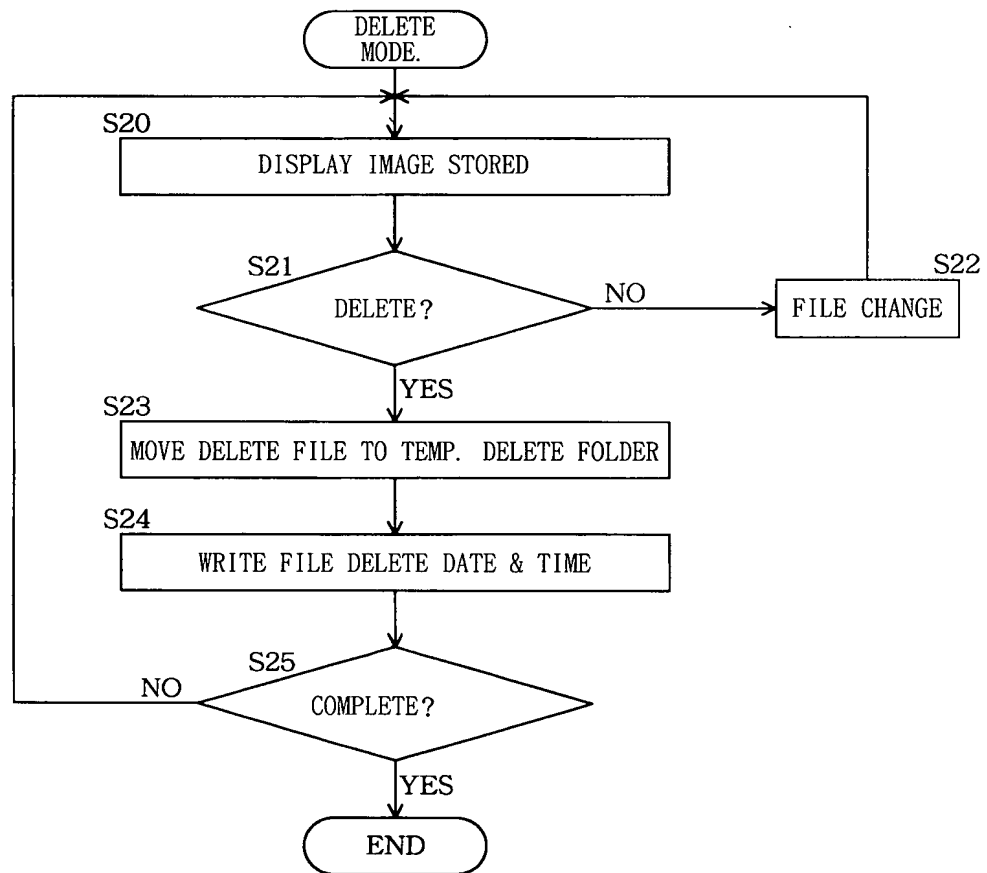 DELETE
MODE.
S20
DISPLAY IMAGE STORED
S21
DELETE?
NO
S22
FILE CHANGE
YES
S23
MOVE DELETE FILE TO TEMP. DELETE FOLDER
S24
WRITE FILE DELETE DATE & TIME
S25
NO
COMPLETE?
YES
END